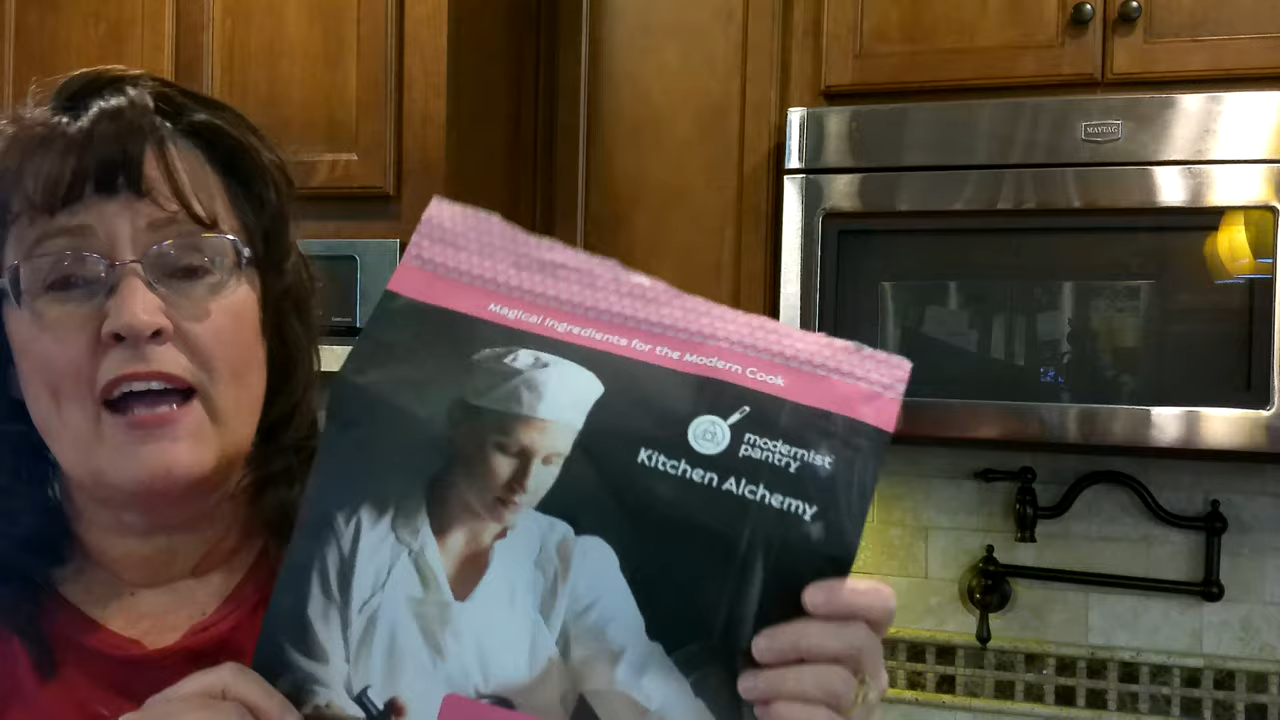 MAYTAG
Magical Ingredients for the Modern Cook
modernist
pantry
Kitchen Alchemy